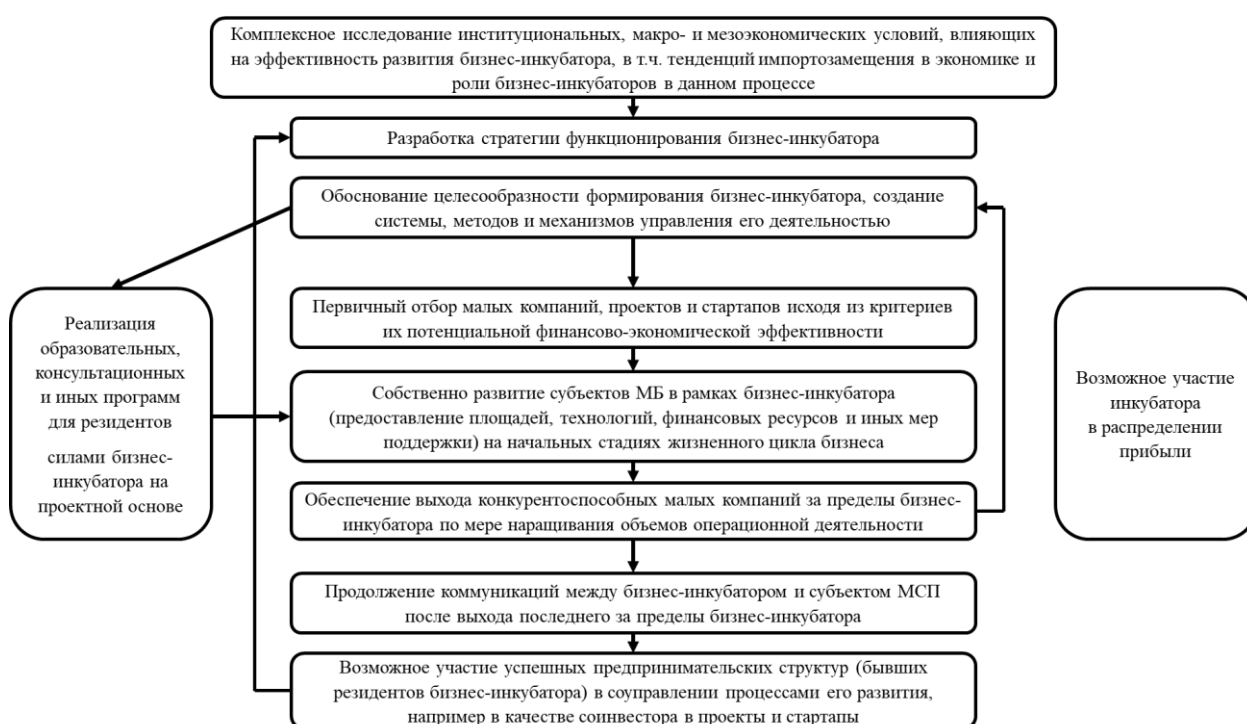 Комплексное исследование институциональных, макро- и мезоэкономических условий, влияющих
на эффективность развития бизнес-инкубатора, в т.ч. тенденций импортозамещения в экономике и
роли бизнес-инкубаторов в данном процессе
Разработка стратегии функционирования бизнес-инкубатора
Обоснование целесообразности формирования бизнес-инкубатора, создание
системы, методов и механизмов управления его деятельностью
Первичный отбор малых компаний, проектов и стартапов исходя из критериев
их потенциальной финансово-экономической эффективности
Реализация
образовательных,
консультационных
и иных программ
для резидентов
силами бизнес-
инкубатора на
проектной основе
Собственно развитие субъектов МБ в рамках бизнес-инкубатора
(предоставление площадей, технологий, финансовых ресурсов и иных мер
поддержки) на начальных стадиях жизненного цикла бизнеса
Возможное участие
инкубатора
в распределении
прибыли
Обеспечение выхода конкурентоспособных малых компаний за пределы бизнес-
инкубатора по мере наращивания объемов операционной деятельности
Продолжение коммуникаций между бизнес-инкубатором и субъектом МСП
после выхода последнего за пределы бизнес-инкубатора
Возможное участие успешных предпринимательских структур (бывших
резидентов бизнес-инкубатора) в соуправлении процессами его развития,
например в качестве соинвестора в проекты и стартапы